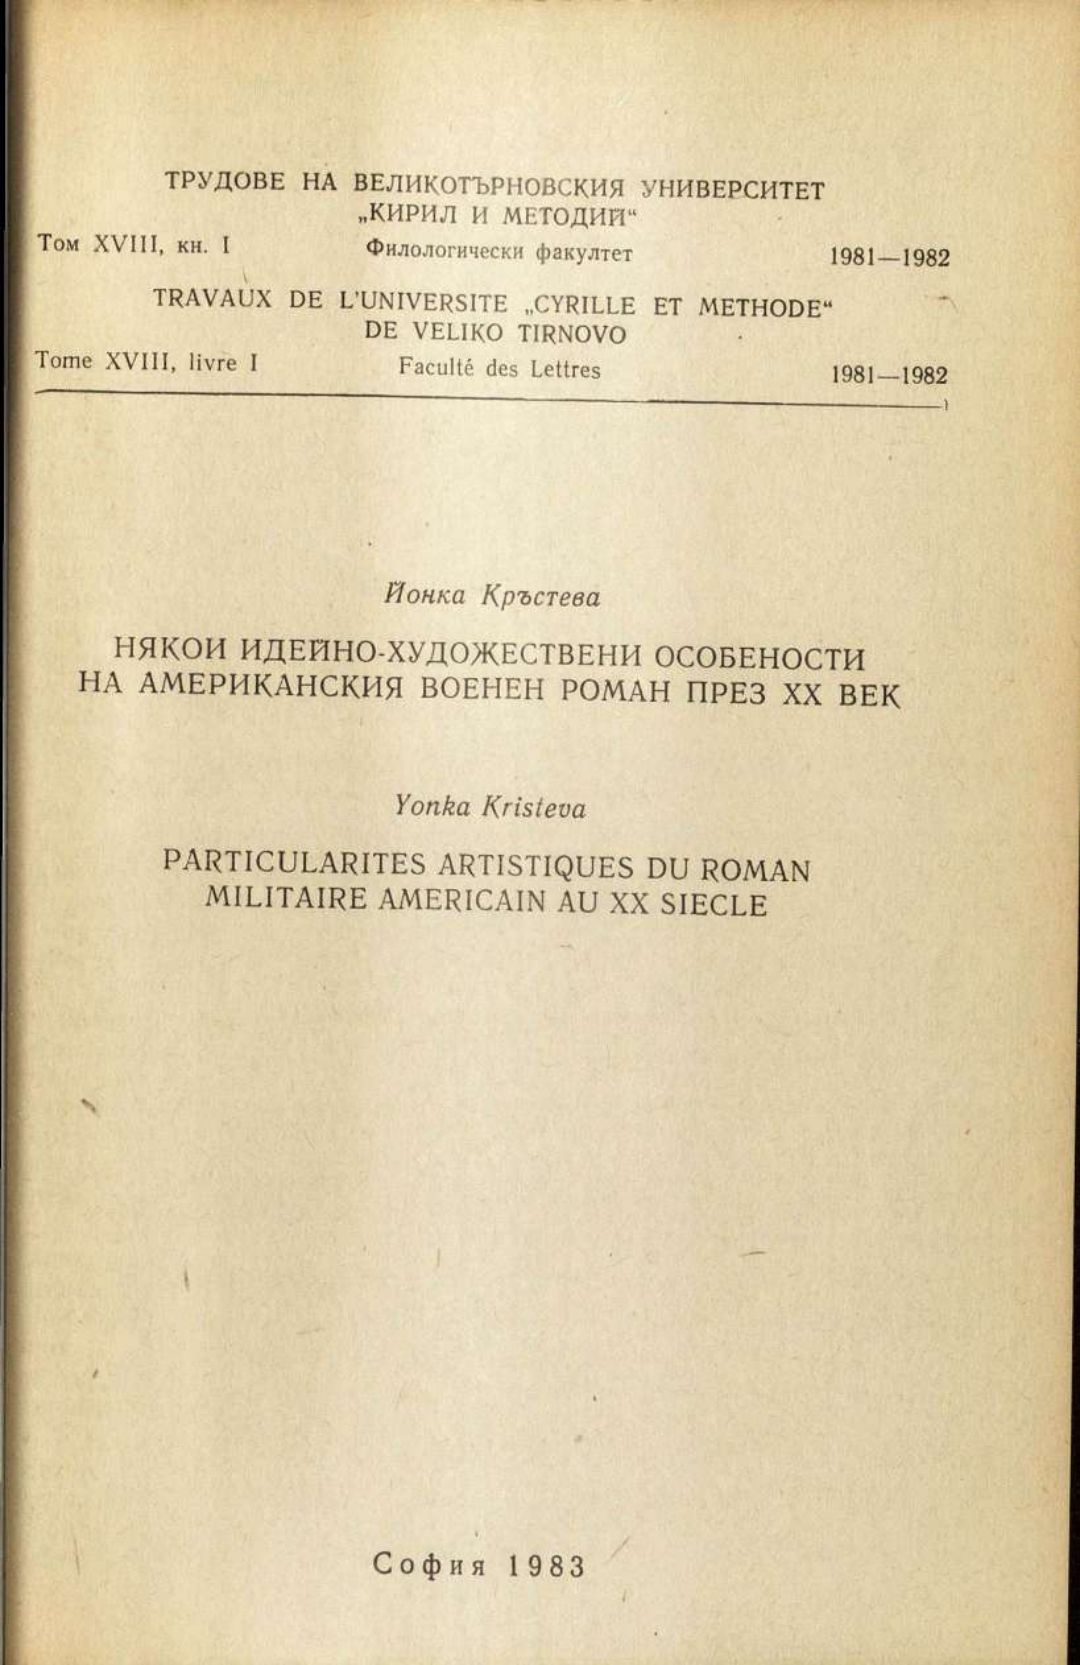 ТРУДОВЕ НА ВЕЛИКОТЪРНОВСКИЯ УНИВЕРСИТЕТ
„КИРИЛ И МЕТОДИЙ“
Том XVIII, кн. I Филологически факултет 1981—1982
TRAVAUX DE L'UNIVERSITE „CYRILLE ET METHODE“
DE VELIKO TIRNOVO
Tome XVIII, livre I Faculté des Lettres 1981—1982
Йонка Кръстева
НЯКОИ ИДЕЙНО-ХУДОЖЕСТВЕНИ ОСОБЕНОСТИ
НА АМЕРИКАНСКИЯ ВОЕНЕН РОМАН ПРЕЗ XX ВЕК
Yonka Kristeva
PARTICULARITES ARTISTIQUES DU ROMAN
MILITAIRE AMERICAIN AU XX SIECLE
София 1983